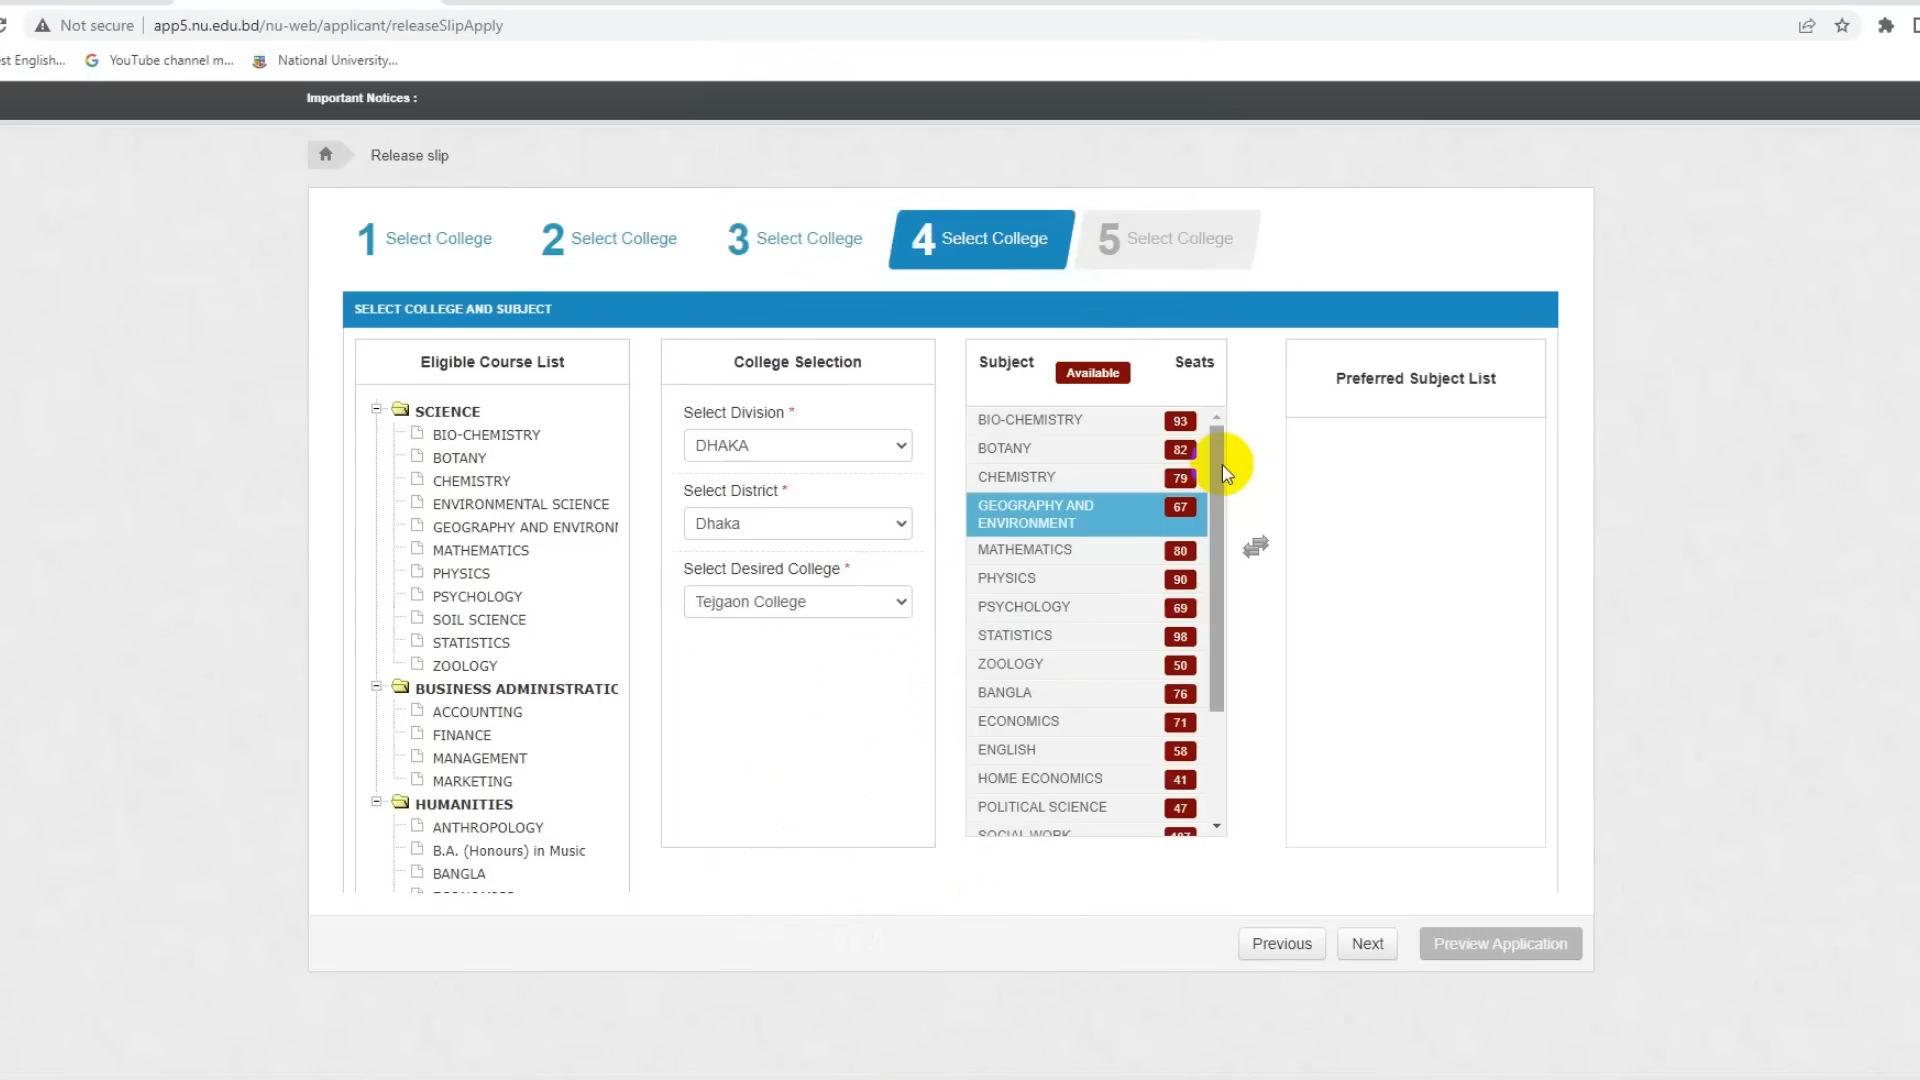 Not secure
app5.nu.edu.bd/nu-web/applicant/releaseSlipApply
st English...
YouTube channel m...
National University...
Important Notices :
Release slip
1 Select College
2 Select College
3 Select College
4 Select College
5 Select College
SELECT COLLEGE AND SUBJECT
Eligible Course List
SCIENCE
BIO-CHEMISTRY
BOTANY
CHEMISTRY
ENVIRONMENTAL SCIENCE
GEOGRAPHY AND ENVIRON
MATHEMATICS
PHYSICS
PSYCHOLOGY
SOIL SCIENCE
STATISTICS
ZOOLOGY
BUSINESS ADMINISTRATIO
ACCOUNTING
FINANCE
MANAGEMENT
MARKETING
HUMANITIES
ANTHROPOLOGY
B.A. (Honours) in Music
BANGLA
College Selection
Select Division *
DHAKA
Select District *
Dhaka
Select Desired College *
Tejgaon College
Subject Available Seats
BIO-CHEMISTRY 93
BOTANY 82
CHEMISTRY 79
GEOGRAPHY AND
ENVIRONMENT 67
MATHEMATICS 80
PHYSICS 90
PSYCHOLOGY 69
STATISTICS 98
ZOOLOGY 50
BANGLA 76
ECONOMICS 71
ENGLISH 58
HOME ECONOMICS 41
POLITICAL SCIENCE 47
SOCIAL WORK
Preferred Subject List
Previous
Next
Preview Application